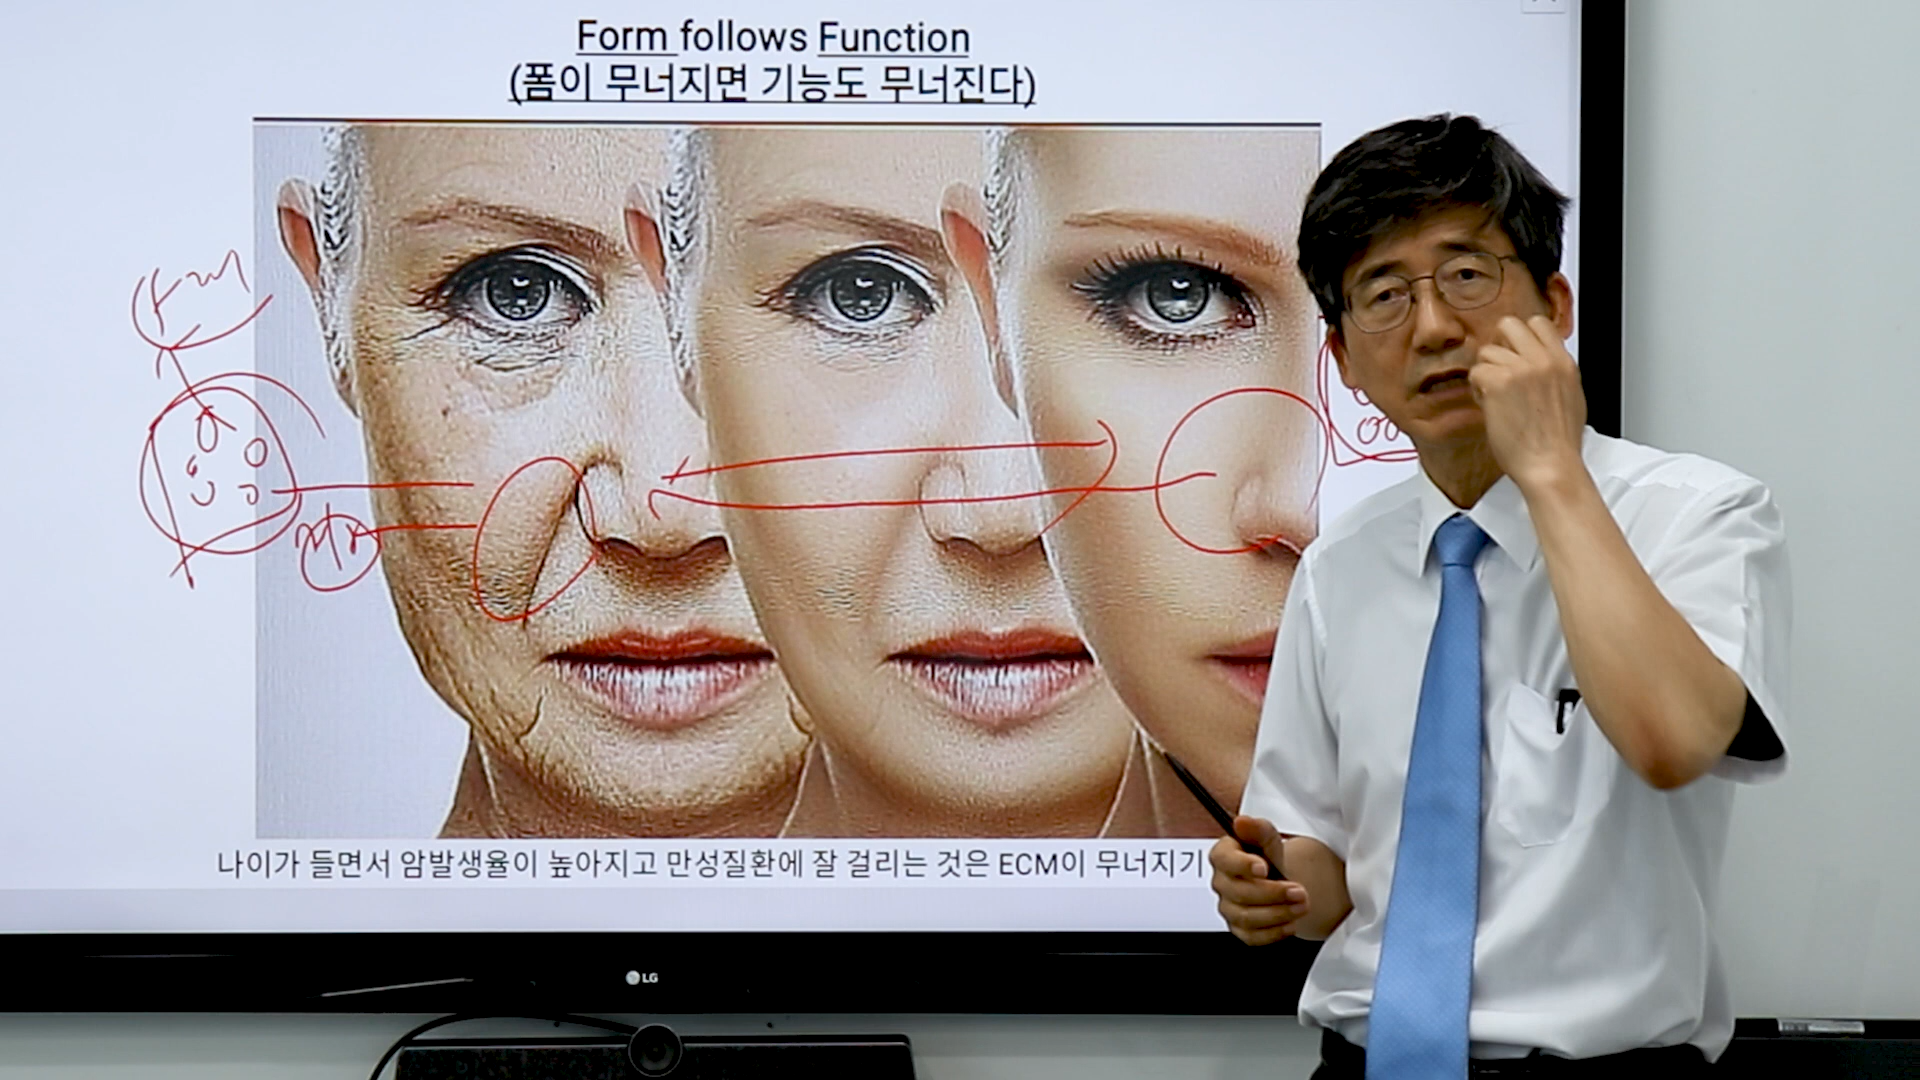 Form follows Function
(폼이 무너지면 기능도 무너진다)
나이가 들면서 암발생율이 높아지고 만성질환에 잘 걸리는 것은 ECM이 무너지기
LG